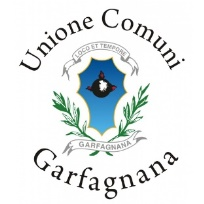 Unione Comuni
LOCO ET TEMPORE
GARFAGNANA
Garfagnana